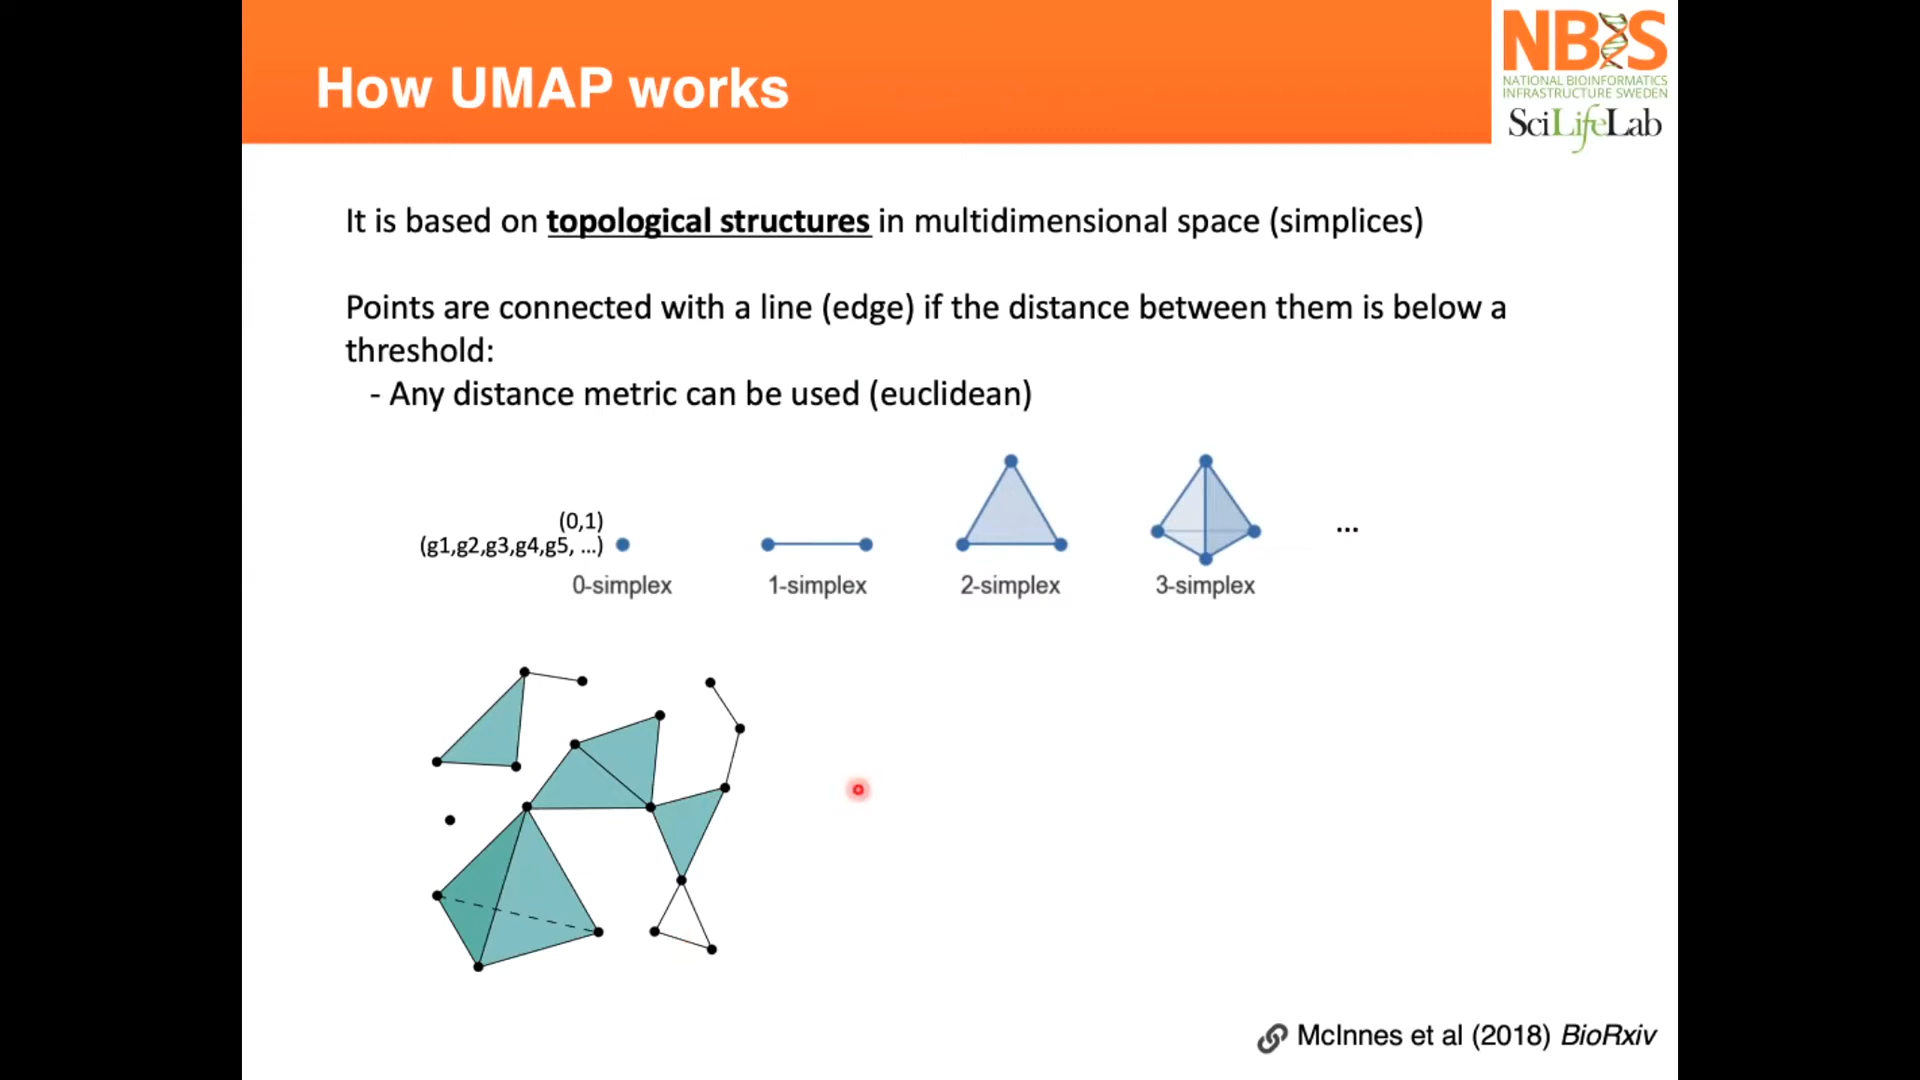 How UMAP works
NBIS
NATIONAL BIOINFORMATICS
INFRASTRUCTURE SWEDEN
SciLifeLab
It is based on topological structures in multidimensional space (simplices)
Points are connected with a line (edge) if the distance between them is below a
threshold:
- Any distance metric can be used (euclidean)
(0,1)
(g1,g2,g3,g4,g5, ...)
0-simplex
1-simplex
2-simplex
3-simplex
...
McInnes et al (2018) BioRxiv